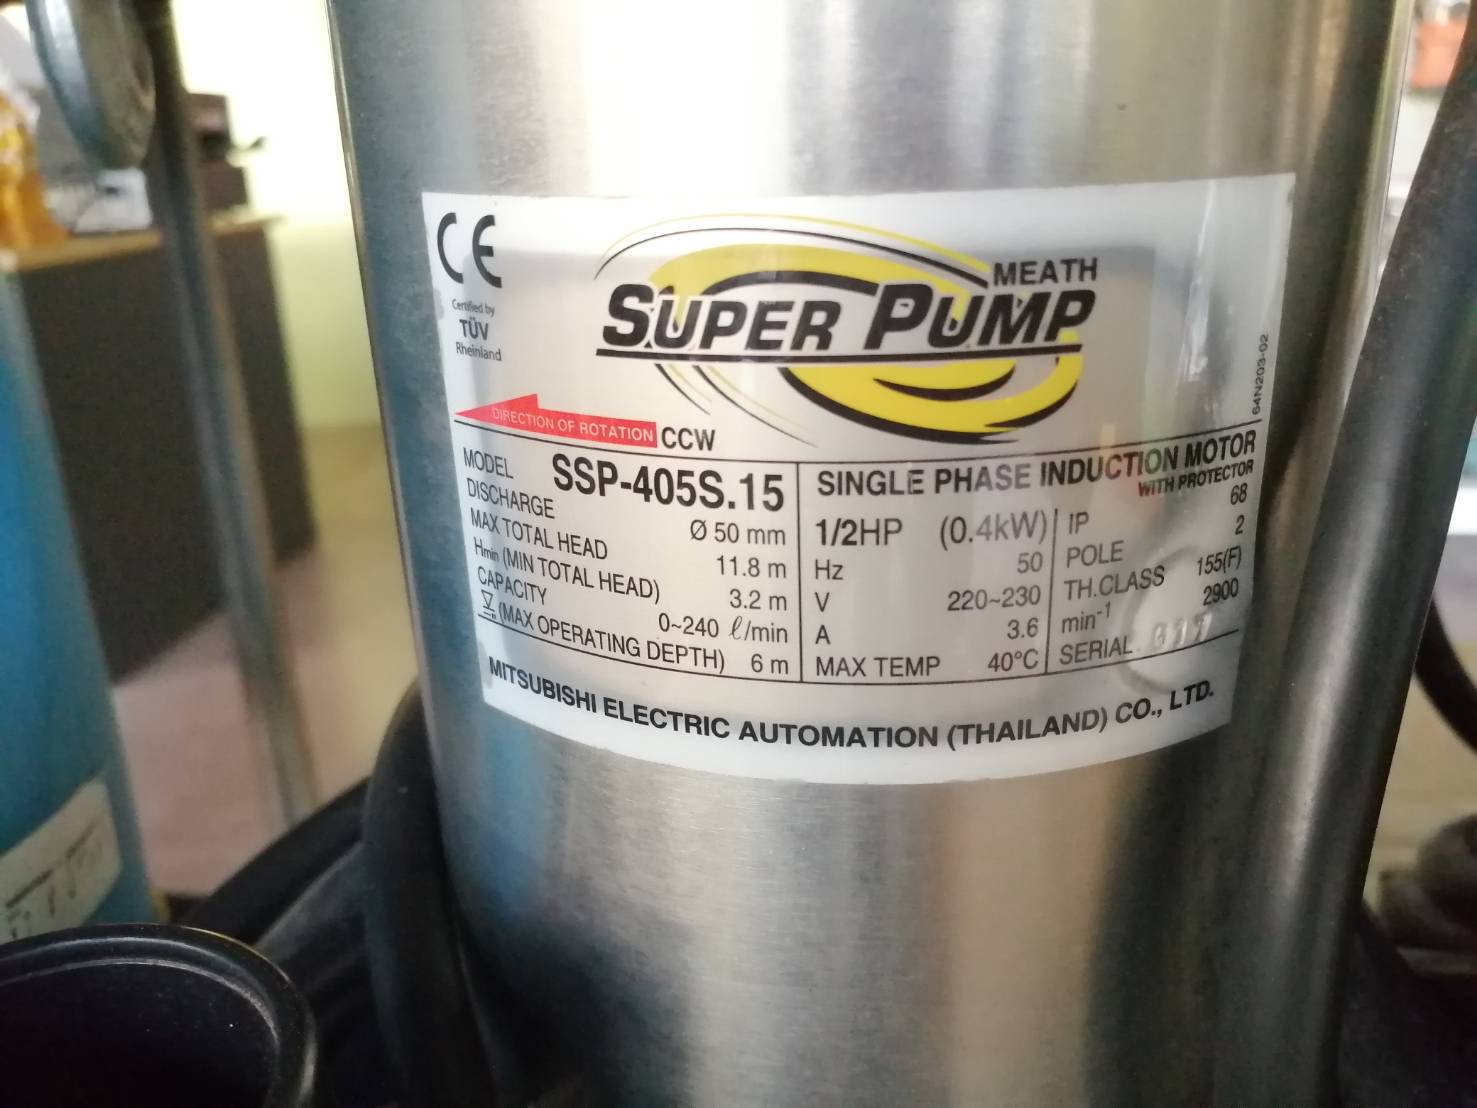 CE
Certified by
TÜV
Rheinland
MEATH
SUPER PUMP
64N203-02
DIRECTION OF ROTATION CCW
MODEL SSP-405S.15
DISCHARGE Ø 50 mm
MAX TOTAL HEAD 11.8 m
Hmin (MIN TOTAL HEAD) 3.2 m
CAPACITY 0~240 ℓ/min
(MAX OPERATING DEPTH) 6 m
SINGLE PHASE INDUCTION MOTOR
WITH PROTECTOR
1/2HP (0.4kW) IP 68
Hz 50 POLE 2
V 220~230 TH.CLASS 155(F)
A 3.6 min-1 2900
MAX TEMP 40°C SERIAL
MITSUBISHI ELECTRIC AUTOMATION (THAILAND) CO., LTD.